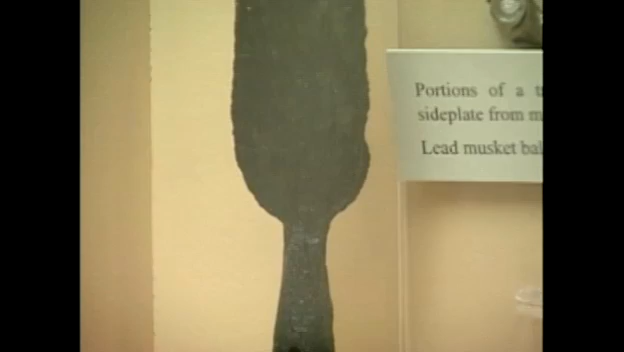 Portions of a
sideplate from
Lead musket